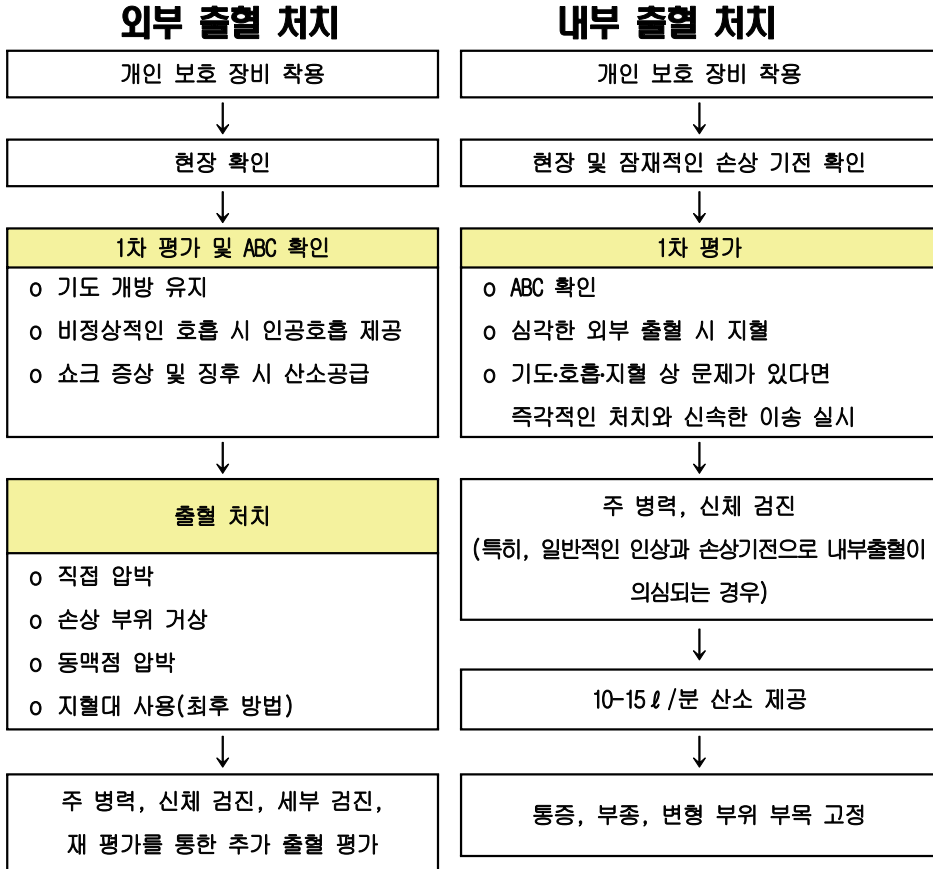 외부 출혈 처치
개인 보호 장비 착용
현장 확인
1차 평가 및 ABC 확인
o 기도 개방 유지
o 비정상적인 호흡 시 인공호흡 제공
o 쇼크 증상 및 징후 시 산소공급
출혈 처치
o 직접 압박
o 손상 부위 거상
o 동맥점 압박
o 지혈대 사용(최후 방법)
주 병력, 신체 검진, 세부 검진,
재 평가를 통한 추가 출혈 평가
내부 출혈 처치
개인 보호 장비 착용
현장 및 잠재적인 손상 기전 확인
1차 평가
o ABC 확인
o 심각한 외부 출혈 시 지혈
o 기도·호흡·지혈 상 문제가 있다면
즉각적인 처치와 신속한 이송 실시
주 병력, 신체 검진
(특히, 일반적인 인상과 손상기전으로 내부출혈이
의심되는 경우)
10-15ℓ/분 산소 제공
통증, 부종, 변형 부위 부목 고정